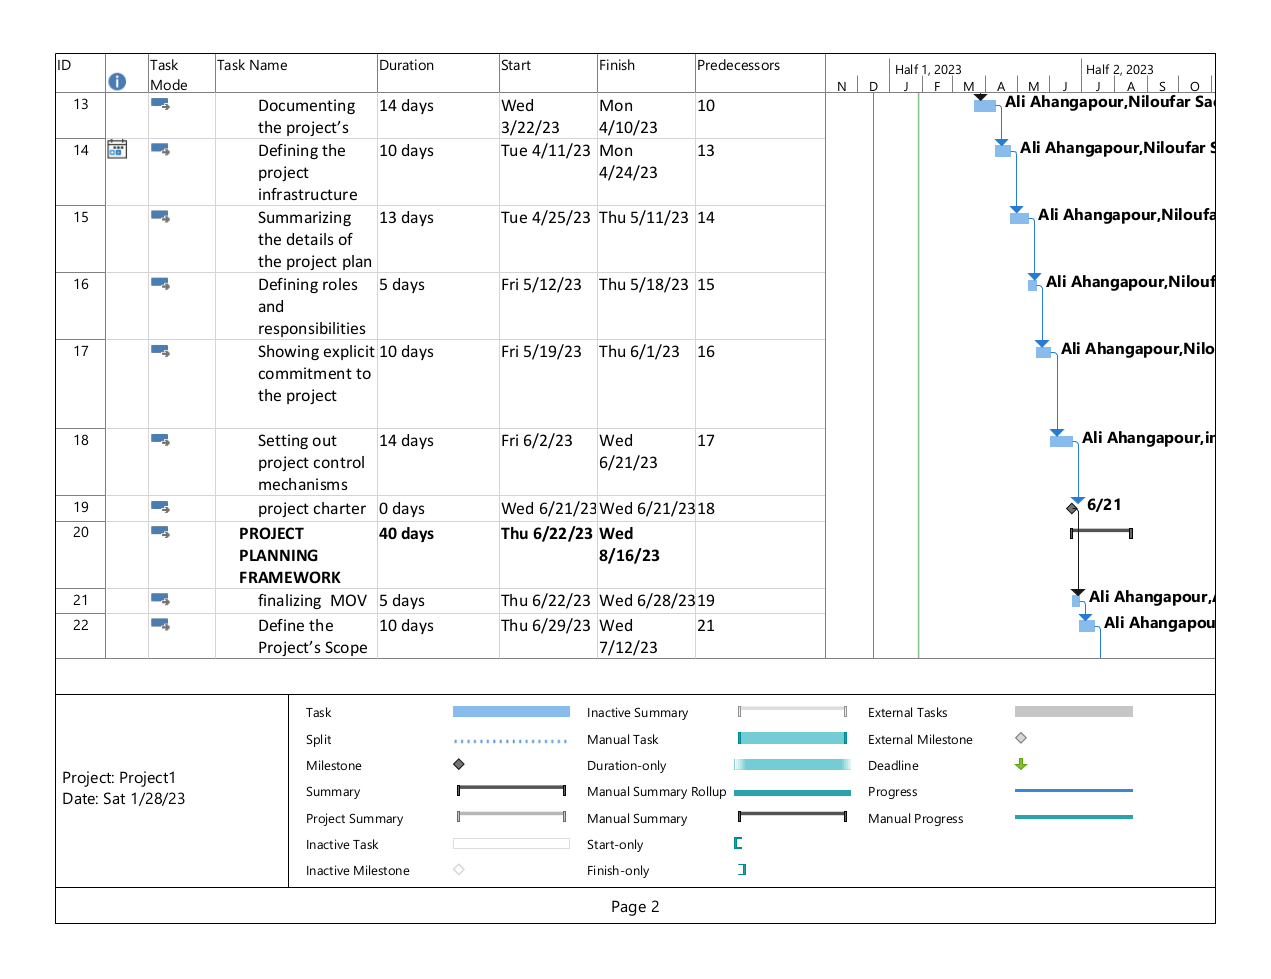 ID Task Mode Task Name Duration Start Finish Predecessors
Half 1, 2023 Half 2, 2023
N D J F M A M J J A S O
13 Documenting the project’s 14 days Wed 3/22/23 Mon 4/10/23 10 Ali Ahangapour,Niloufar
14 Defining the project infrastructure 10 days Tue 4/11/23 Mon 4/24/23 13 Ali Ahangapour,Niloufar
15 Summarizing the details of the project plan 13 days Tue 4/25/23 Thu 5/11/23 14 Ali Ahangapour,
16 Defining roles and responsibilities 5 days Fri 5/12/23 Thu 5/18/23 15 Ali Ahangapour,
17 Showing explicit commitment to the project 10 days Fri 5/19/23 Thu 6/1/23 16 Ali Ahangapour,
18 Setting out project control mechanisms 14 days Fri 6/2/23 Wed 6/21/23 17 Ali Ahangapour,
19 project charter 0 days Wed 6/21/23 Wed 6/21/23 18 6/21
20 PROJECT PLANNING FRAMEWORK 40 days Thu 6/22/23 Wed 8/16/23
21 finalizing MOV 5 days Thu 6/22/23 Wed 6/28/23 19 Ali Ahangapour,
22 Define the Project’s Scope 10 days Thu 6/29/23 Wed 7/12/23 21 Ali
Project: Project1
Date: Sat 1/28/23
Task Inactive Summary External Tasks
Split Manual Task External Milestone
Milestone Duration-only Deadline
Summary Manual Summary Rollup Progress
Project Summary Manual Summary Manual Progress
Inactive Task Start-only
Inactive Milestone Finish-only
Page 2